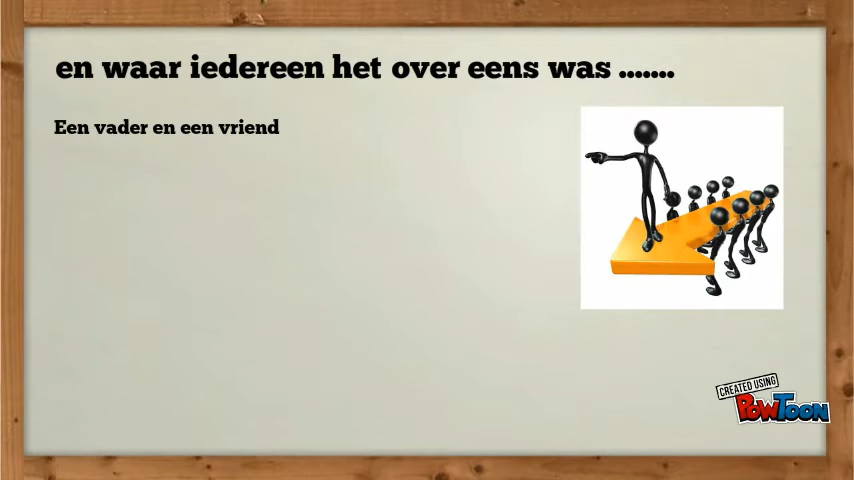 en waar iedereen het over eens was .......
Een vader en een vriend
CREATED USING
POWTOON